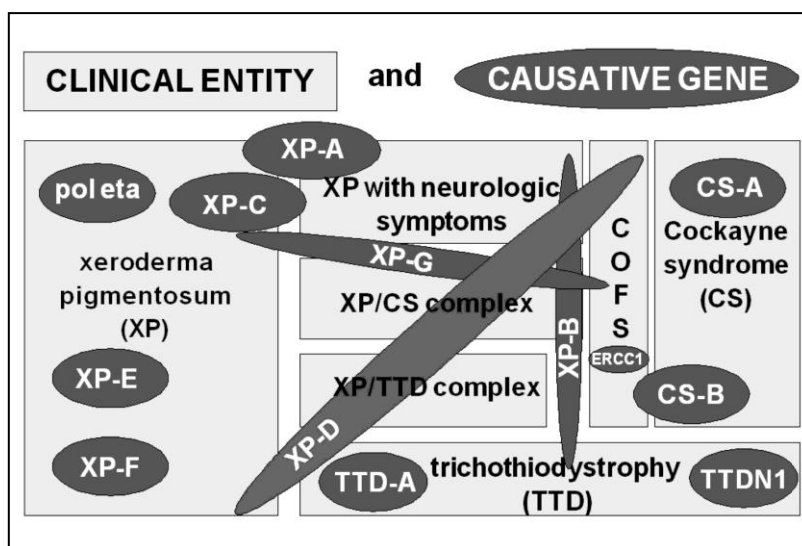 CLINICAL ENTITY and CAUSATIVE GENE
XP-A
pol eta
XP-C
XP with neurologic
symptoms
CS-A
Cockayne
syndrome
(CS)
C
O
F
S
XP-G
xeroderma
pigmentosum
(XP)
XP/CS complex
XP-B
ERCC1
XP-E
XP/TTD complex
CS-B
XP-D
XP-F
TTD-A
trichothiodystrophy
(TTD)
TTDN1